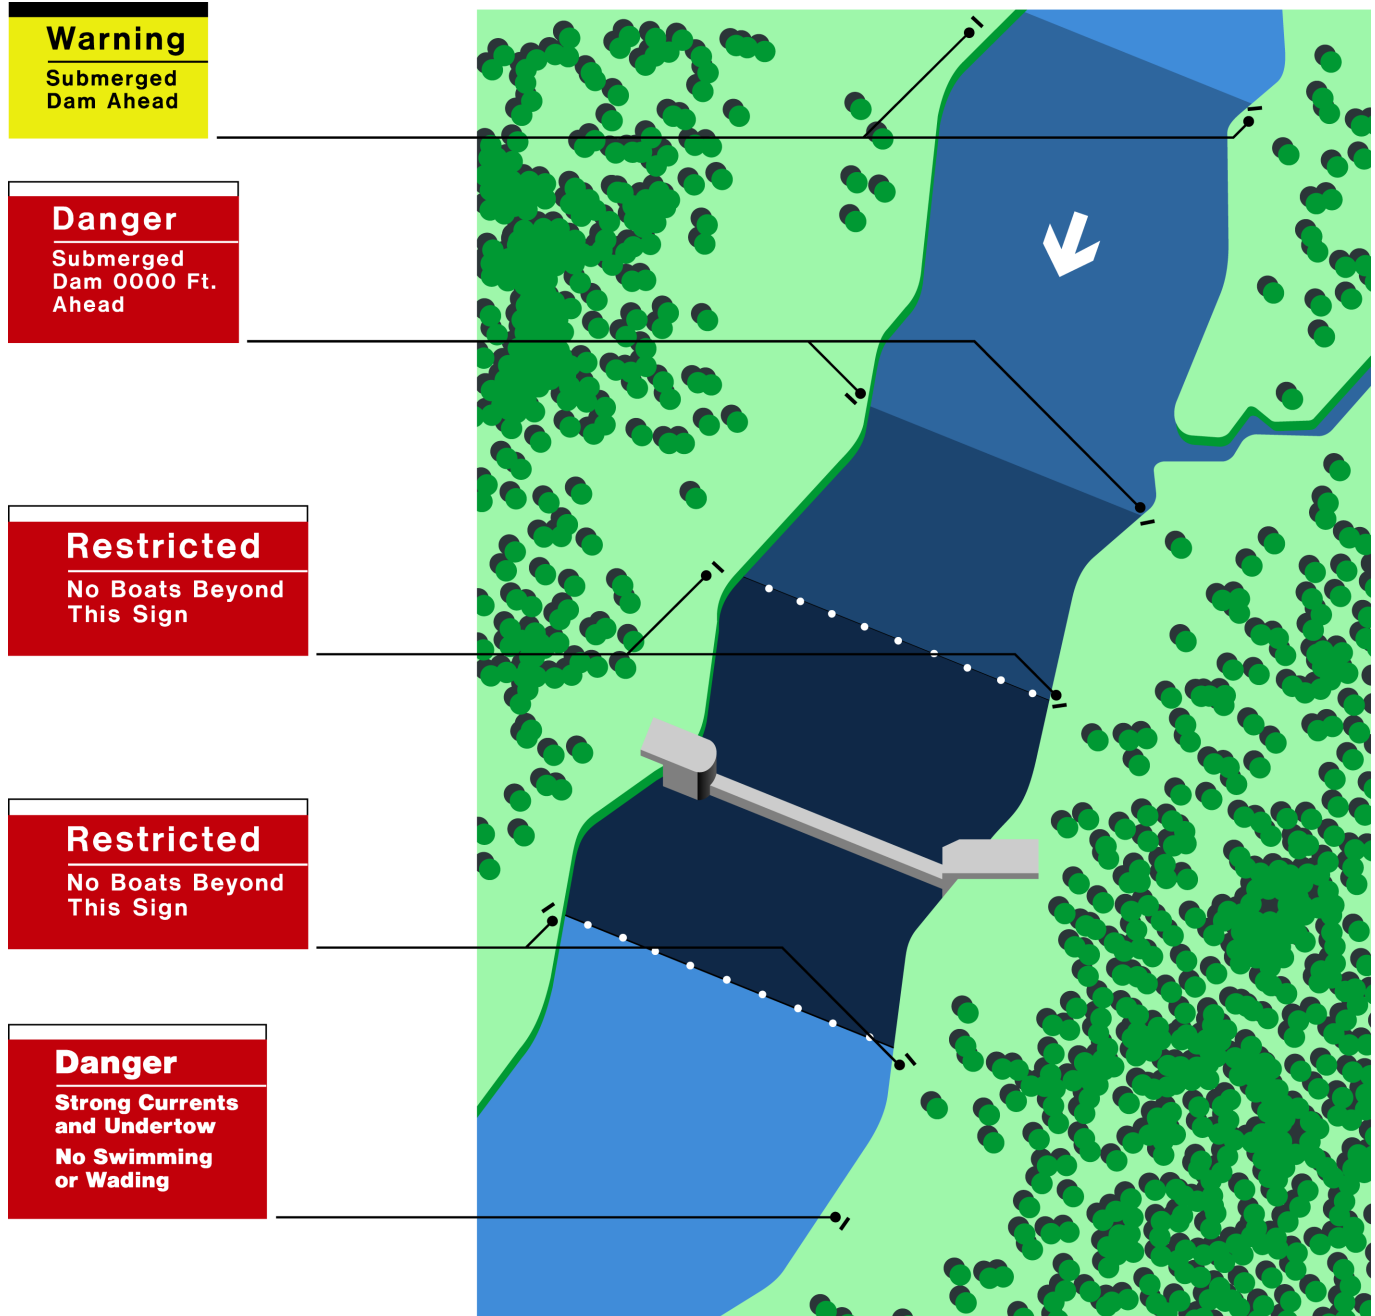 Warning
Submerged
Dam Ahead
Danger
Submerged
Dam 0000 Ft.
Ahead
Restricted
No Boats Beyond
This Sign
Restricted
No Boats Beyond
This Sign
Danger
Strong Currents
and Undertow
No Swimming
or Wading